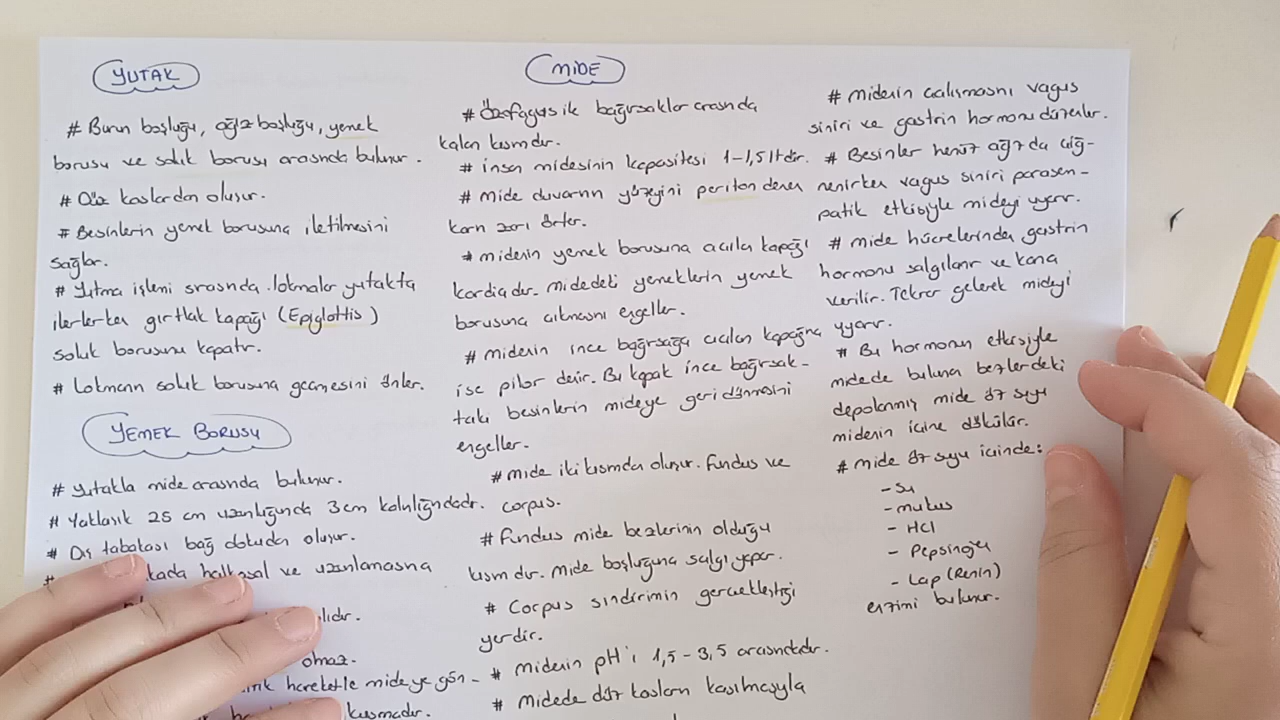 YUTAK
# Burun boşluğu, ağız boşluğu, yemek
borusu ve soluk borusu arasında bulunur.
# Düz kaslardan oluşur.
# Besinlerin yemek borusuna iletilmesini
sağlar.
# Yutma işlemi sırasında lokmalar yutakta
ilerlerken gırtlak kapağı (Epiglottis)
soluk borusunu kapatır.
# Lokmanın soluk borusuna geçmesini önler.
YEMEK BORUSU
# Yutakla mide arasında bulunur.
# Yaklaşık 25 cm uzunluğunda 3 cm kalınlığındadır.
# Dış tabakası bağ dokudan oluşur.
halkasal ve uzunlamasına
olmaz.
hareketle mideye gön-
MİDE
# Özofagus ik bağırsaklar arasında
kalan kısmıdır.
# İnsan midesinin kapasitesi 1-1,5 lt dir.
# Mide duvarının yüzeyini periton denen
karın zarı örter.
# Midenin yemek borusuna açılan kapağı
kardia dır. Midedeki yemeklerin yemek
borusuna çıkmasını engeller.
# Midenin ince bağırsağa açılan kapağına
ise pilor denir. Bu kapak ince bağırsak-
taki besinlerin mideye geri dönmesini
engeller.
# Mide iki kısımdan oluşur. Fundus ve
corpus.
# Fundus mide bezlerinin olduğu
kısımdır. Mide boşluğuna salgı yapar.
# Corpus sindirimin gerçekleştiği
yerdir.
# Midenin pH'ı 1,5 - 3,5 arasındadır.
# Midede düz kasların kasılmasıyla
# Midenin çalışmasını vagus
siniri ve gastrin hormonu düzenler.
# Besinler henüz ağızda çiğ-
nenirken vagus siniri parasem-
patik etkisiyle mideyi uyarır.
# Mide hücrelerinden gastrin
hormonu salgılanır ve kana
verilir. Tekrar gelerek mideyi
uyarır.
# Bu hormonun etkisiyle
midede bulunan bezlerdeki
depolanmış mide öz suyu
midenin içine dökülür.
# Mide öz suyu içinde:
- Su
- Mukus
- HCl
- Pepsinojen
- Lap (Renin)
enzimi bulunur.